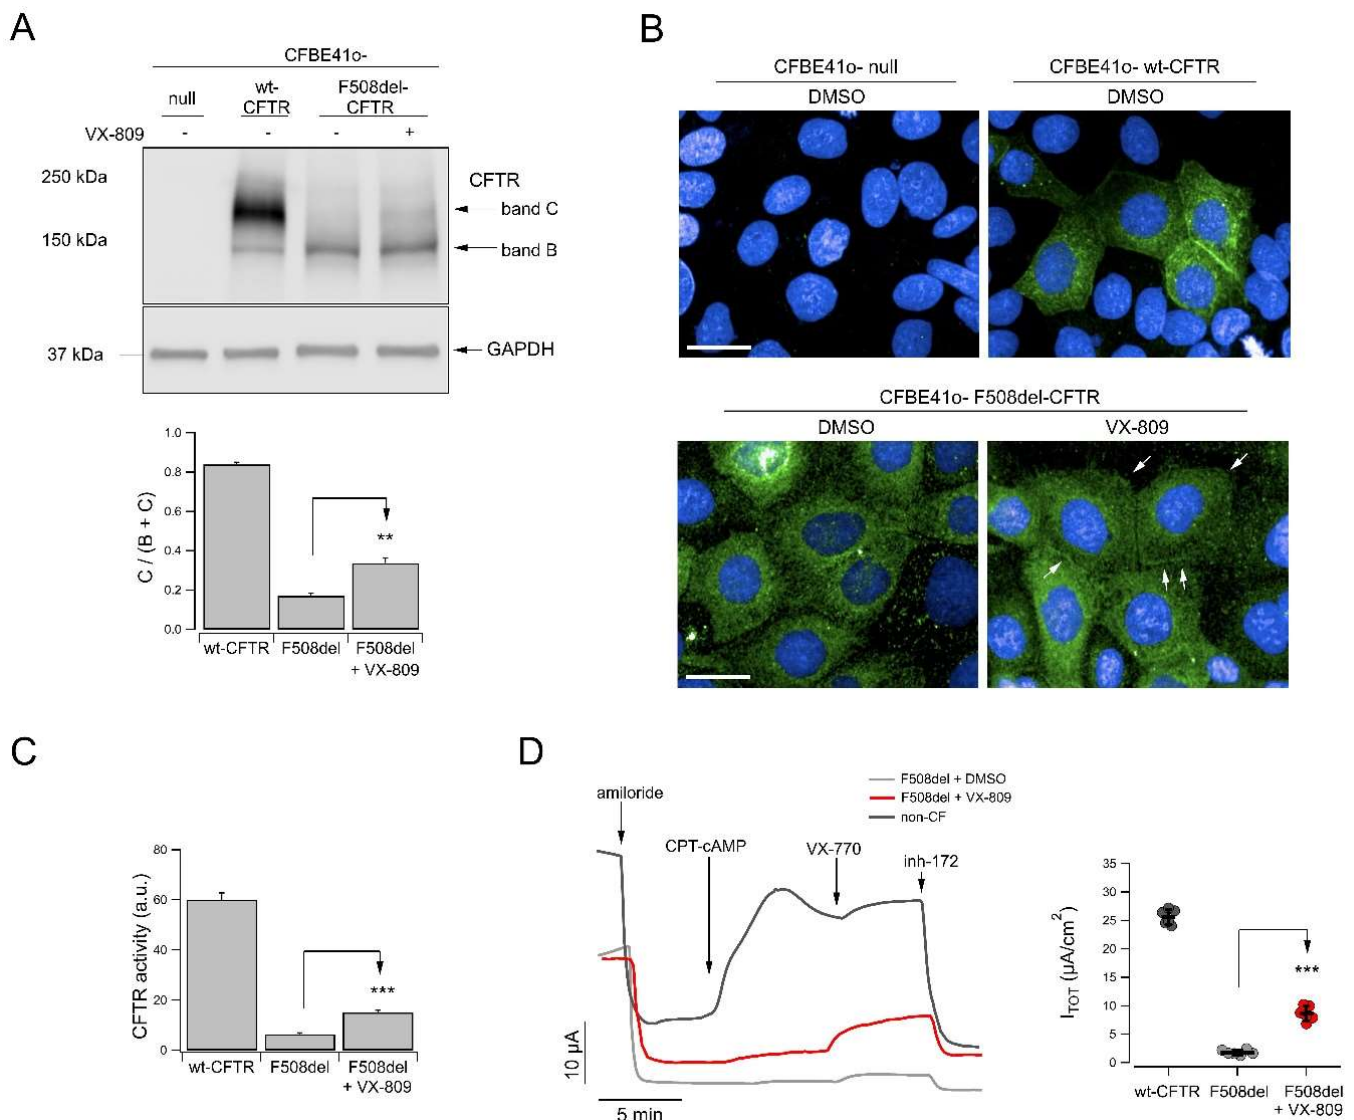 A
CFBE41o-
null
wt-
CFTR
F508del-
CFTR
VX-809 - - - +
250 kDa
150 kDa
CFTR
band C
band B
37 kDa
GAPDH
C / (B + C)
1.0
0.8
0.6
0.4
0.2
0.0
**
wt-CFTR
F508del
F508del
+ VX-809
B
CFBE41o- null
DMSO
CFBE41o- wt-CFTR
DMSO
CFBE41o- F508del-CFTR
DMSO
VX-809
C
CFTR activity (a.u.)
80
60
40
20
0
***
wt-CFTR
F508del
F508del
+ VX-809
D
F508del + DMSO
F508del + VX-809
non-CF
amiloride
CPT-cAMP
VX-770
inh-172
10 µA
5 min
I_TOT (µA/cm²)
35
30
25
20
15
10
5
0
***
wt-CFTR
F508del
F508del
+ VX-809